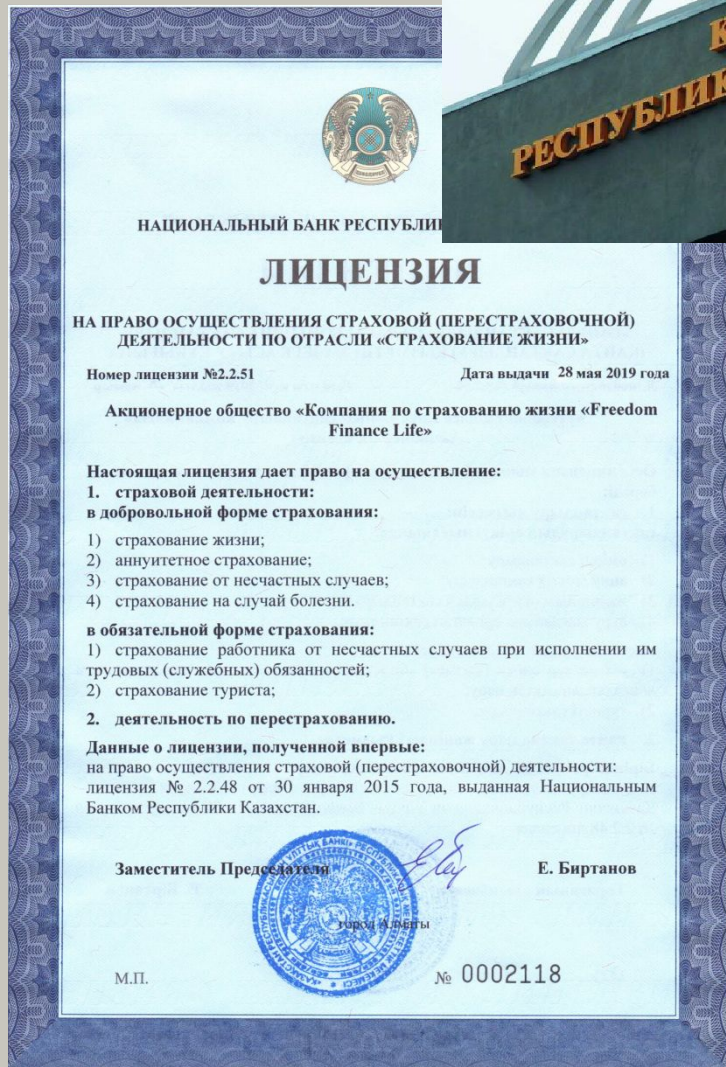 РЕСПУБЛИК
НАЦИОНАЛЬНЫЙ БАНК
ЛИЦЕНЗИЯ
НА ПРАВО ОСУЩЕСТВЛЕНИЯ СТРАХОВОЙ (ПЕРЕСТРАХОВОЧНОЙ)
ДЕЯТЕЛЬНОСТИ ПО ОТРАСЛИ «СТРАХОВАНИЕ ЖИЗНИ»
Номер лицензии №2.2.51 Дата выдачи 28 мая 2019 года
Акционерное общество «Компания по страхованию жизни «Freedom
Finance Life»
Настоящая лицензия дает право на осуществление:
1. страховой деятельности:
в добровольной форме страхования:
1) страхование жизни;
2) аннуитетное страхование;
3) страхование от несчастных случаев;
4) страхование на случай болезни.
в обязательной форме страхования:
1) страхование работника от несчастных случаев при исполнении им
трудовых (служебных) обязанностей;
2) страхование туриста;
2. деятельность по перестрахованию.
Данные о лицензии, полученной впервые:
на право осуществления страховой (перестраховочной) деятельности:
лицензия № 2.2.48 от 30 января 2015 года, выданная Национальным
Банком Республики Казахстан.
Заместитель Председателя Е. Биртанов
город Алматы
М.П. № 0002118